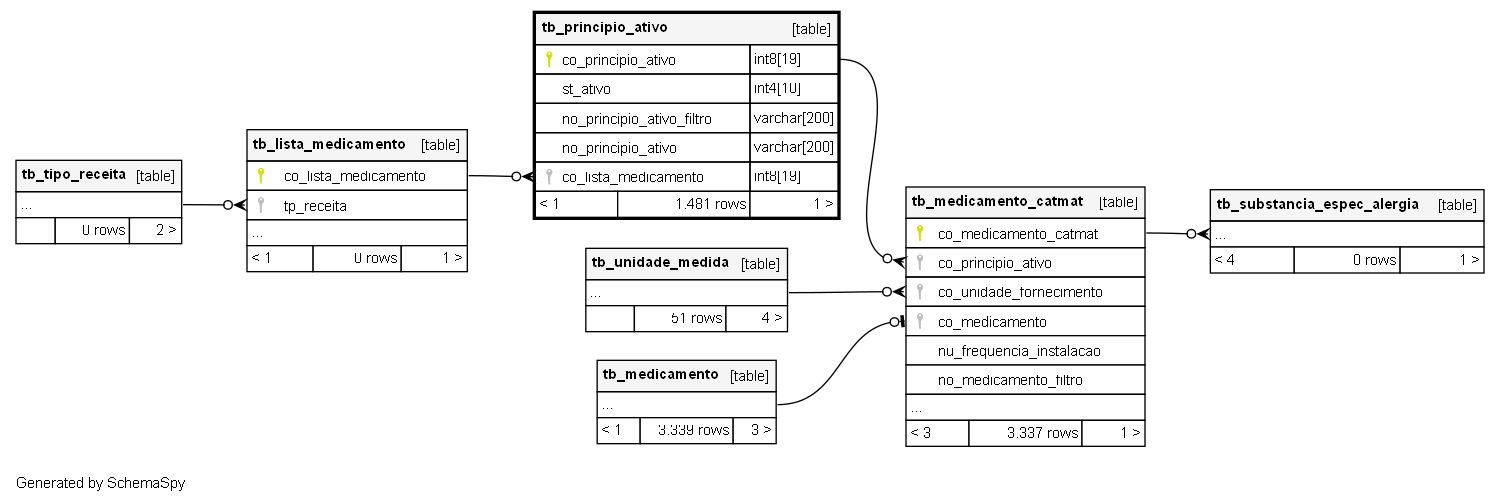 tb_principio_ativo [table]
co_principio_ativo int8[19]
st_ativo int4[10]
no_principio_ativo_filtro varchar[200]
no_principio_ativo varchar[200]
co_lista_medicamento int8[19]
< 1 1.481 rows 1 >
tb_lista_medicamento [table]
co_lista_medicamento
tp_receita
...
< 1 0 rows 1 >
tb_tipo_receita [table]
...
0 rows 2 >
tb_medicamento_catmat [table]
co_medicamento_catmat
co_principio_ativo
co_unidade_fornecimento
co_medicamento
nu_frequencia_instalacao
no_medicamento_filtro
...
< 3 3.337 rows 1 >
tb_substancia_espec_alergia [table]
...
< 4 0 rows 1 >
tb_unidade_medida [table]
...
51 rows 4 >
tb_medicamento [table]
...
< 1 3.339 rows 3 >
Generated by SchemaSpy